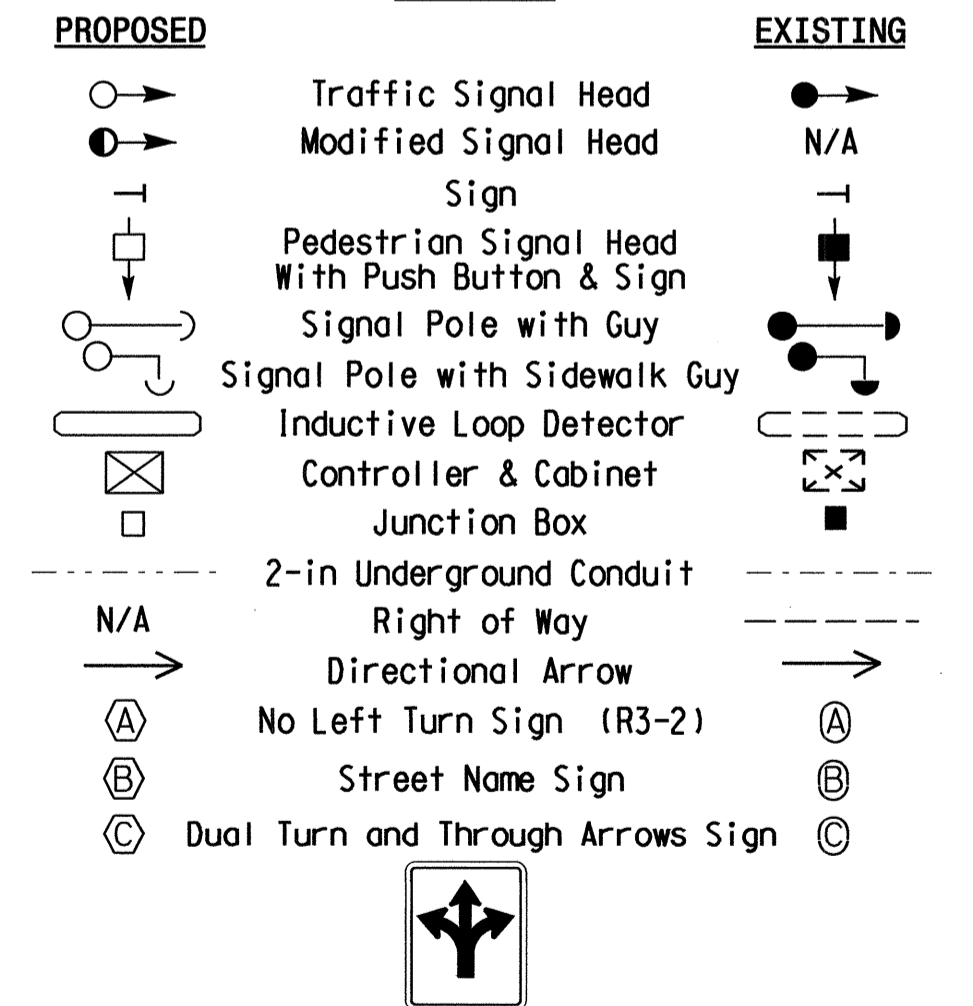 PROPOSED EXISTING
Traffic Signal Head
Modified Signal Head N/A
Sign
Pedestrian Signal Head
With Push Button & Sign
Signal Pole with Guy
Signal Pole with Sidewalk Guy
Inductive Loop Detector
Controller & Cabinet
Junction Box
2-in Underground Conduit
N/A Right of Way
Directional Arrow
A No Left Turn Sign (R3-2) A
B Street Name Sign B
C Dual Turn and Through Arrows Sign C